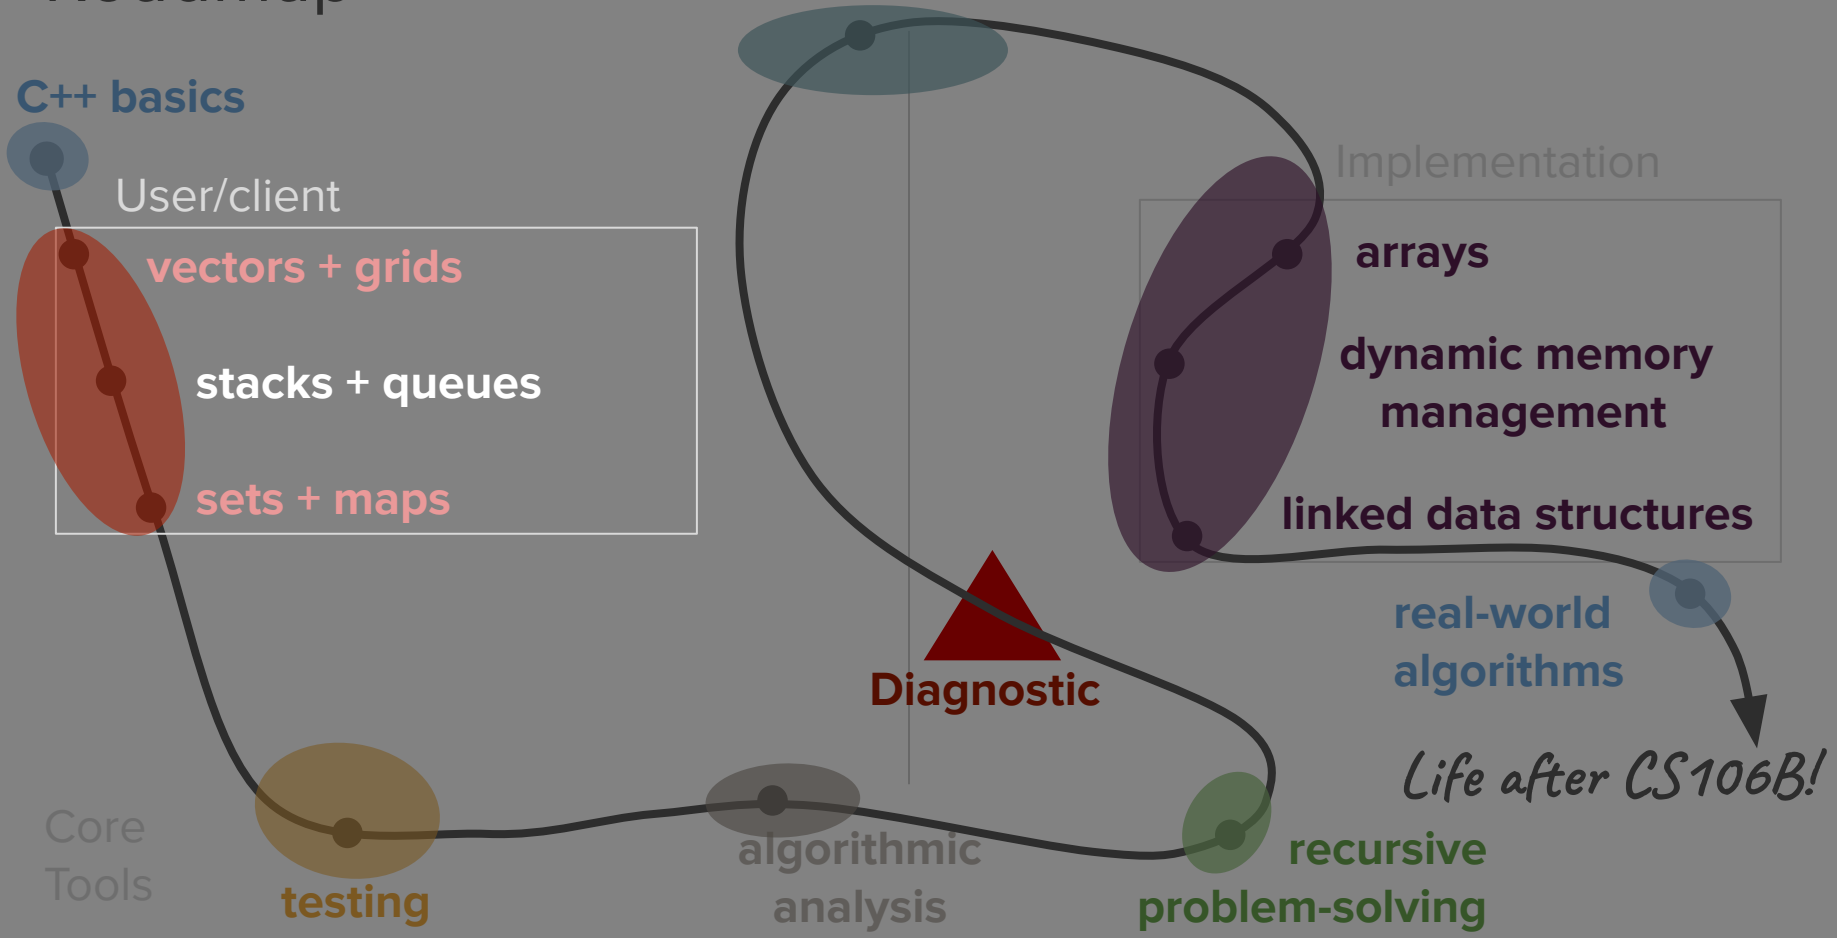 Roadmap
C++ basics
User/client
vectors + grids
stacks + queues
sets + maps
Core
Tools
testing
algorithmic
analysis
recursive
problem-solving
Diagnostic
Implementation
arrays
dynamic memory
management
linked data structures
real-world
algorithms
Life after CS106B!